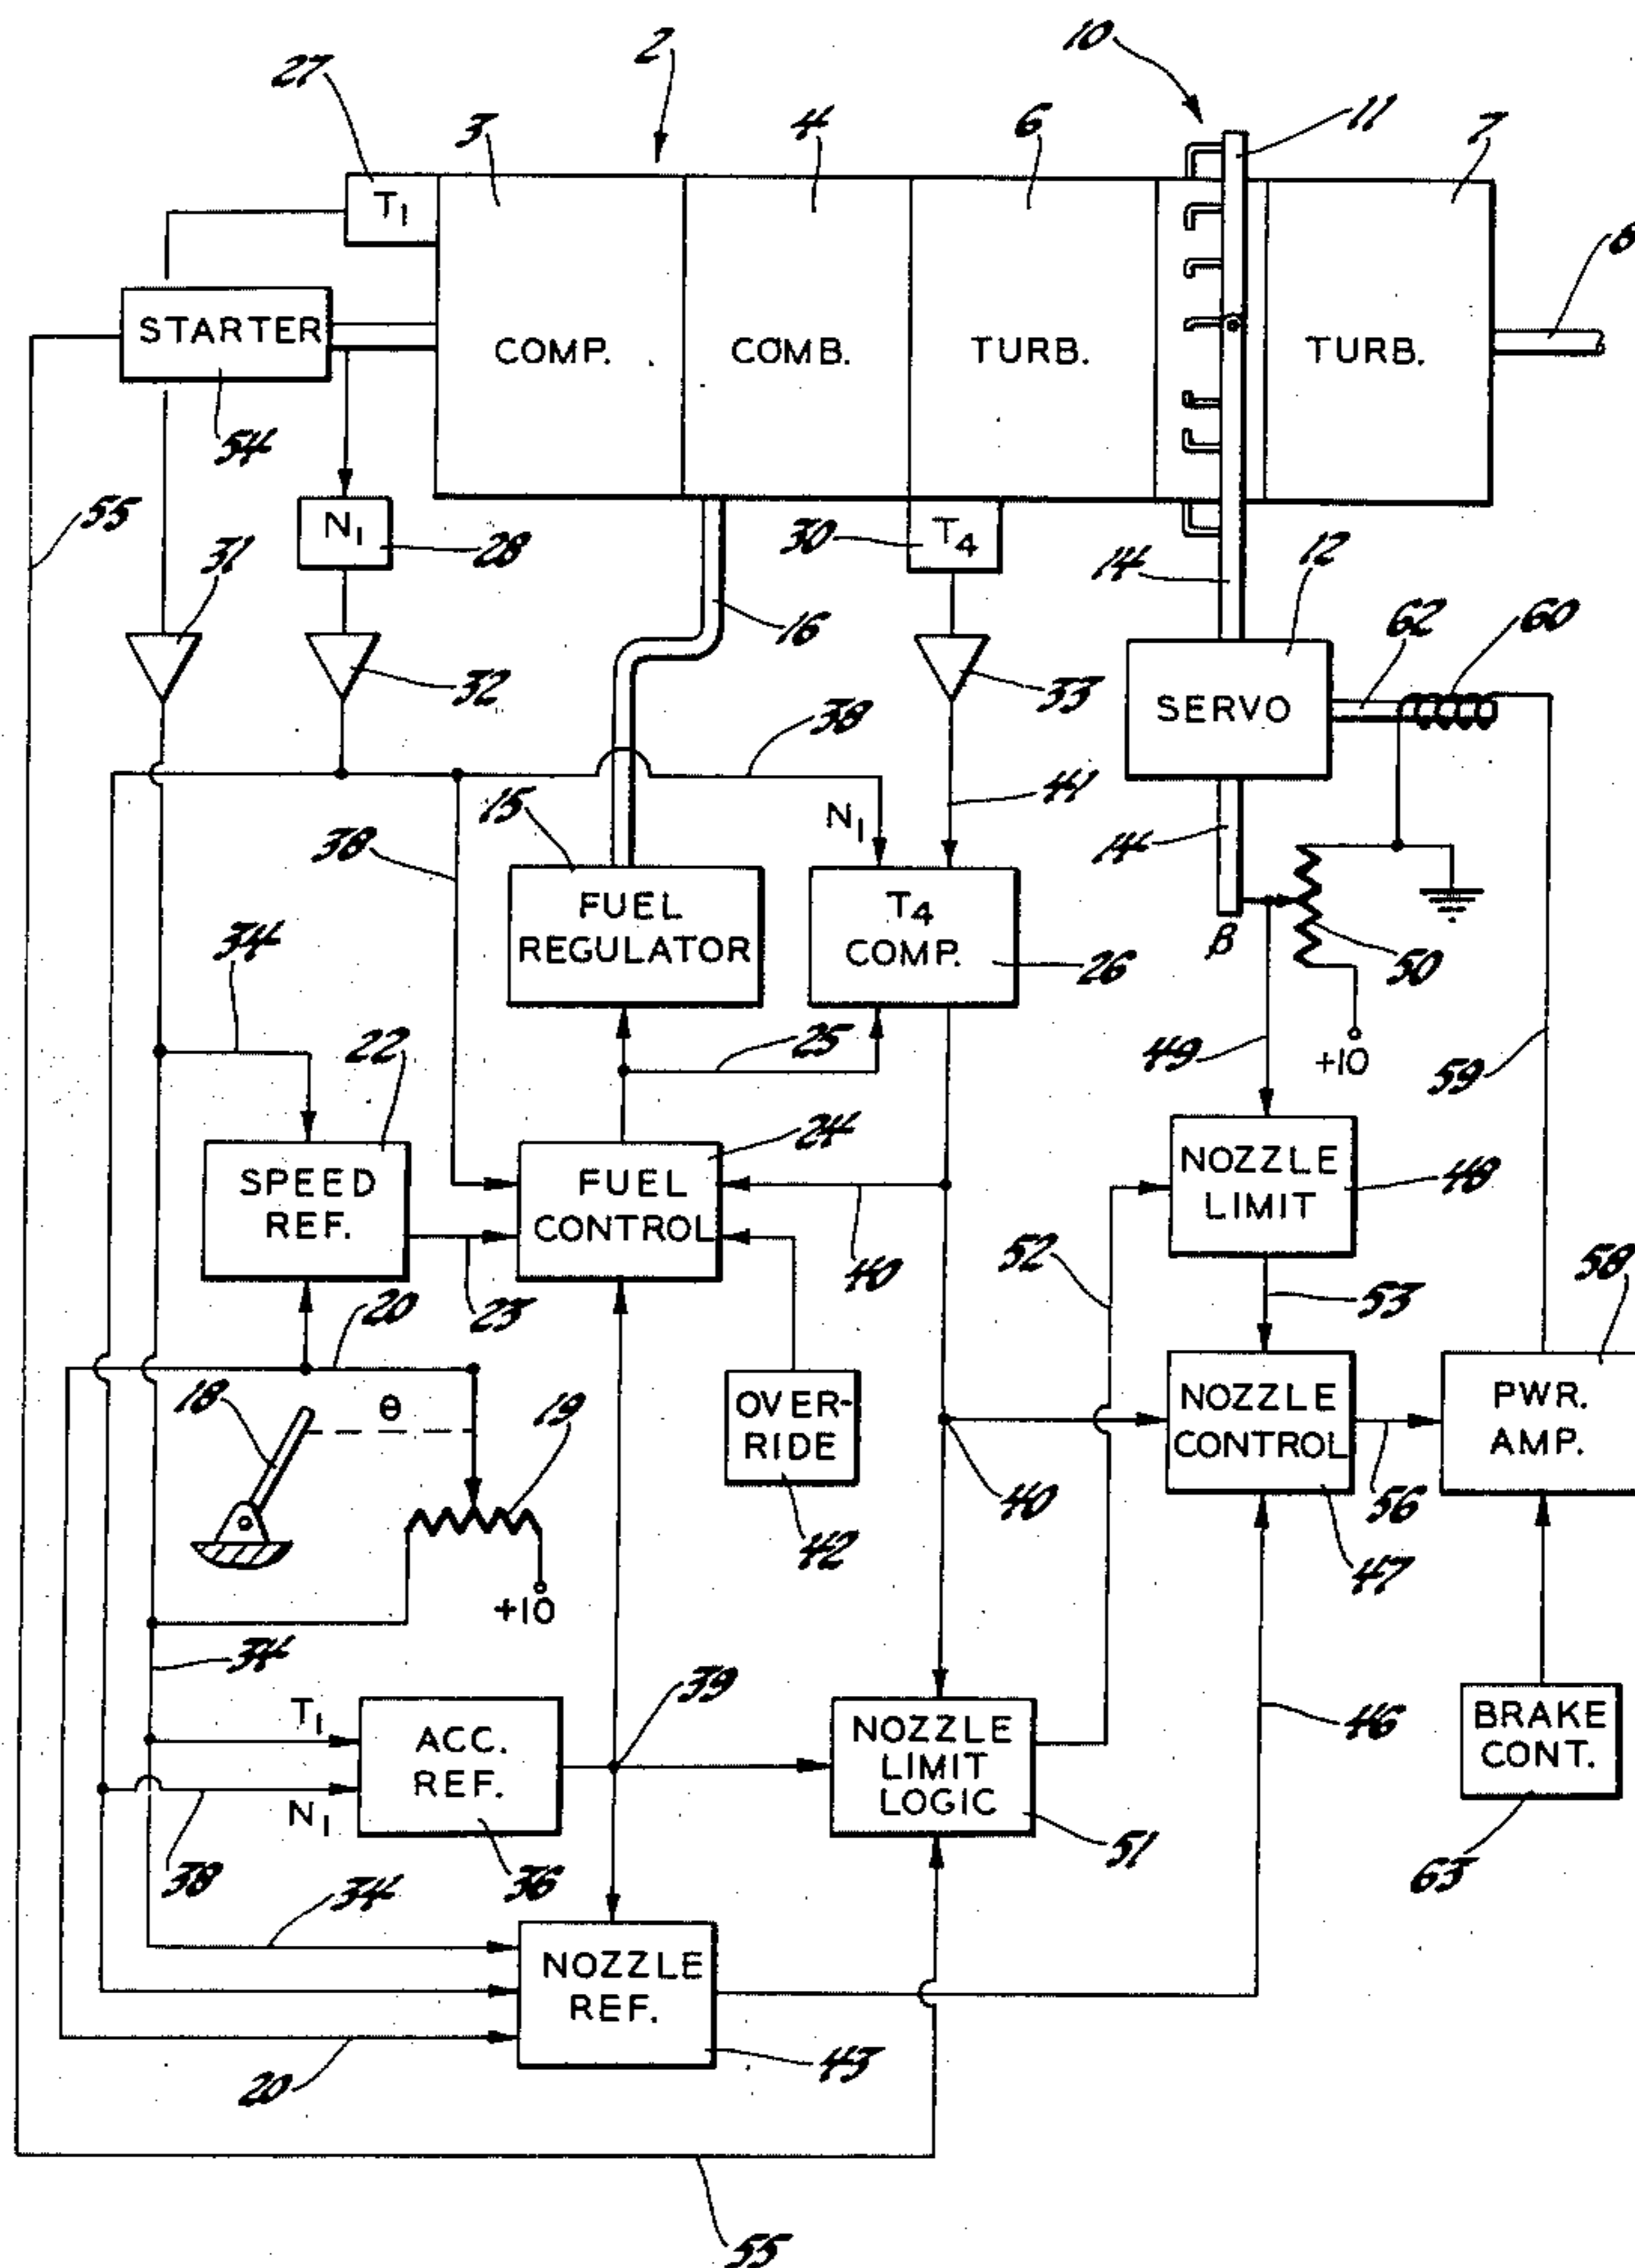 2
10
27
3
4
6
11
7
T1
8
STARTER
COMP.
COMB.
TURB.
TURB.
54
55
N1
28
30
T4
12
31
14
62
60
16
32
33
SERVO
38
15
N1
41
38
14
FUEL
REGULATOR
T4
COMP.
26
β
50
34
22
25
49
+10
59
24
SPEED
REF.
FUEL
CONTROL
NOZZLE
LIMIT
48
40
52
20
23
53
58
18
θ
19
OVER-
RIDE
NOZZLE
CONTROL
PWR.
AMP.
40
56
42
47
+10
34
39
T1
ACC.
REF.
NOZZLE
LIMIT
LOGIC
46
BRAKE
CONT.
N1
38
36
51
63
34
NOZZLE
REF.
20
43
55